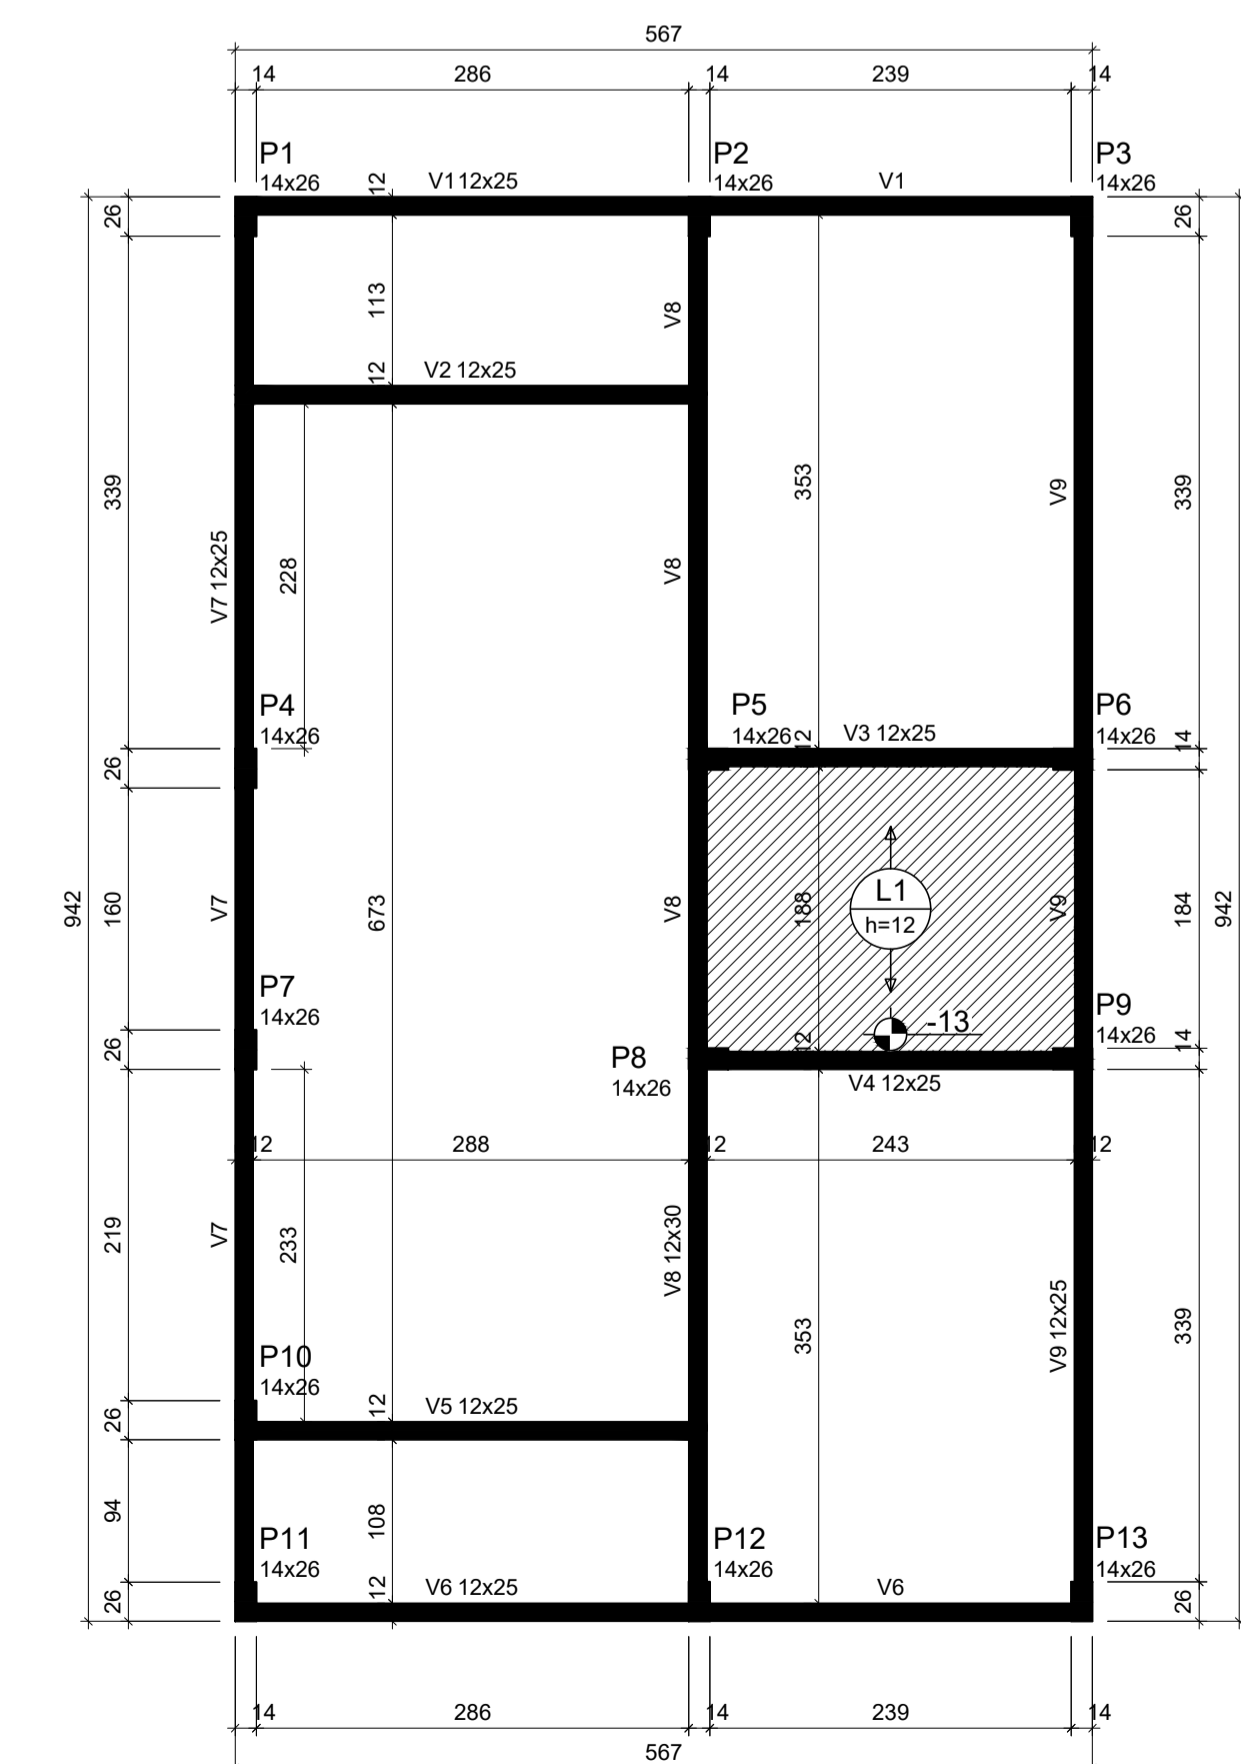 567
14 286 14 239 14
P1 P2 P3
14x26 12 V1 12x25 14x26 V1 14x26
26 26
113 V8
12 V2 12x25
339 353 V9 339
V7 12x25 228 V8
P4 P5 P6
14x26 14x26 12 V3 12x25 14x26 14
26
942 160 V7 673 V8 188 L1 V9 184 942
h=12
P7 P9
14x26 -13 14x26
26 P8 12 14
14x26 V4 12x25
12 288 12 243 12
219 V7 233 V8 12x30
353 V9 12x25 339
P10
14x26
26 12 V5 12x25
94 108
P11 P12 P13
14x26 14x26 14x26
26 12 V6 12x25 V6 26
14 286 14 239 14
567